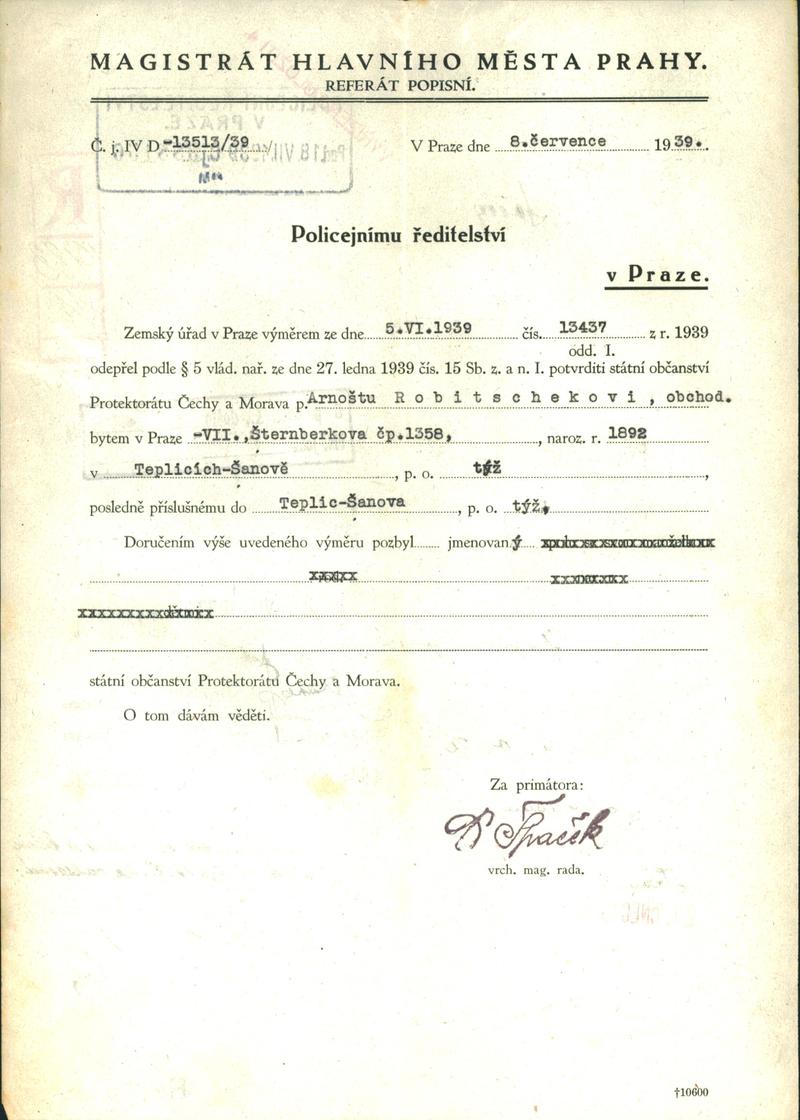 MAGISTRÁT HLAVNÍHO MĚSTA PRAHY.
REFERÁT POPISNÍ.
Č. j. IV D -13513/39
V Praze dne 8.července 1939.
Policejnímu ředitelství
v Praze.
Zemský úřad v Praze výměrem ze dne 5.VI.1939 čís. 13437 z r. 1939
odd. I.
odepřel podle § 5 vlád. nař. ze dne 27. ledna 1939 čís. 15 Sb. z. a n. I. potvrditi státní občanství
Protektorátu Čechy a Morava p. Arnoštu Robitschekovi, obchod.
bytem v Praze -VII.,Šternberkova čp.1358, , naroz. r. 1892
v Teplicích-Šanově , p. o. týž ,
posledně příslušnému do Teplic-Šanova , p. o. týž,
Doručením výše uvedeného výměru pozbyl jmenovaný
státní občanství Protektorátu Čechy a Morava.
O tom dávám věděti.
Za primátora:
Špaček
vrch. mag. rada.
†10600